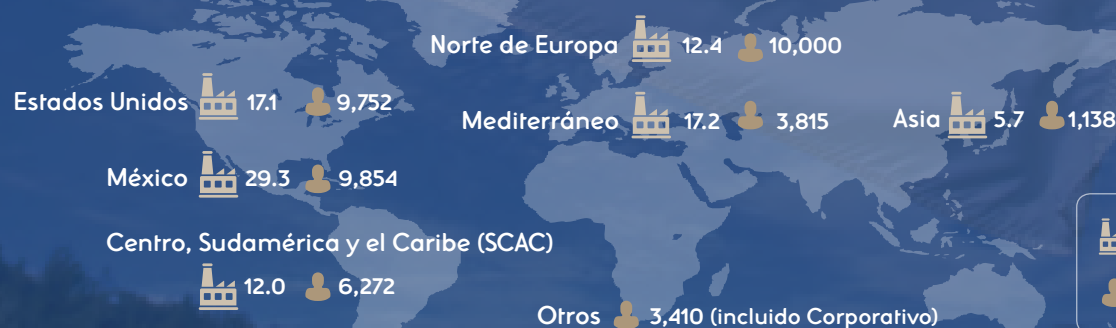 Norte de Europa 12.4 10,000
Estados Unidos 17.1 9,752
Mediterráneo 17.2 3,815
Asia 5.7 1,138
México 29.3 9,854
Centro, Sudamérica y el Caribe (SCAC)
12.0 6,272
Otros 3,410 (incluido Corporativo)